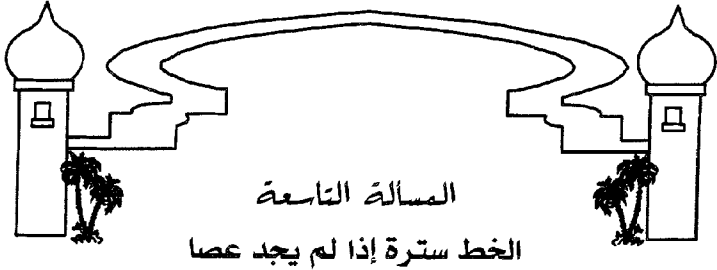 المسألة التاسعة
الخط سترة إذا لم يجد عصا